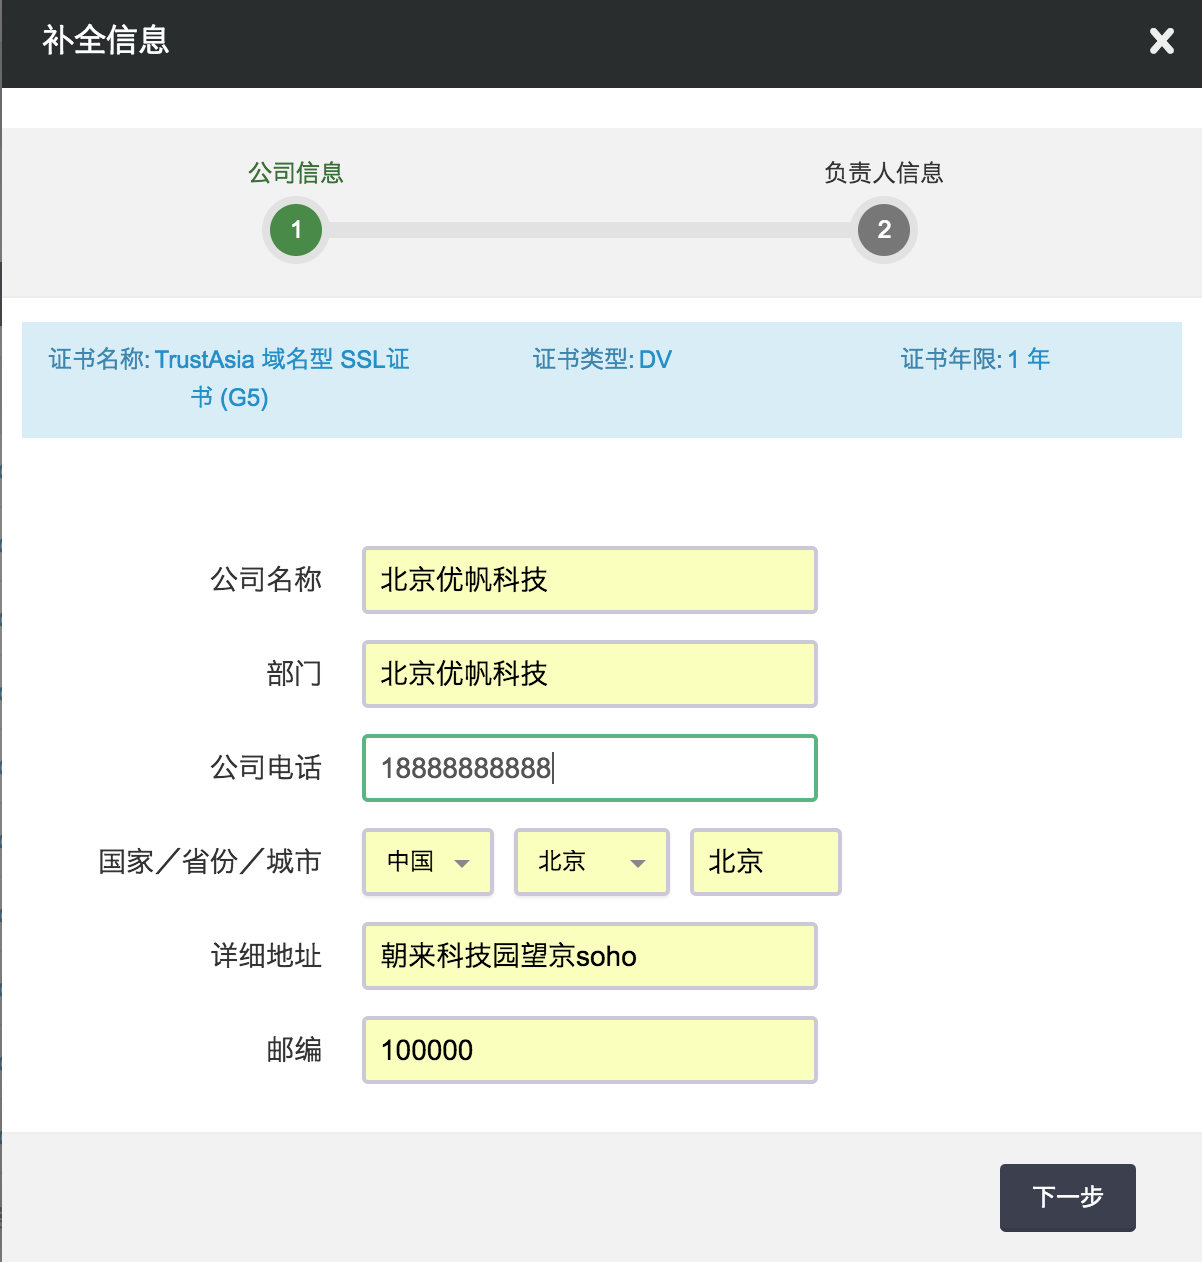 补全信息
公司信息
负责人信息
1
2
证书名称: TrustAsia 域名型 SSL证
书 (G5)
证书类型: DV
证书年限: 1 年
公司名称 北京优帆科技
部门 北京优帆科技
公司电话 18888888888
国家／省份／城市 中国 北京 北京
详细地址 朝来科技园望京soho
邮编 100000
下一步